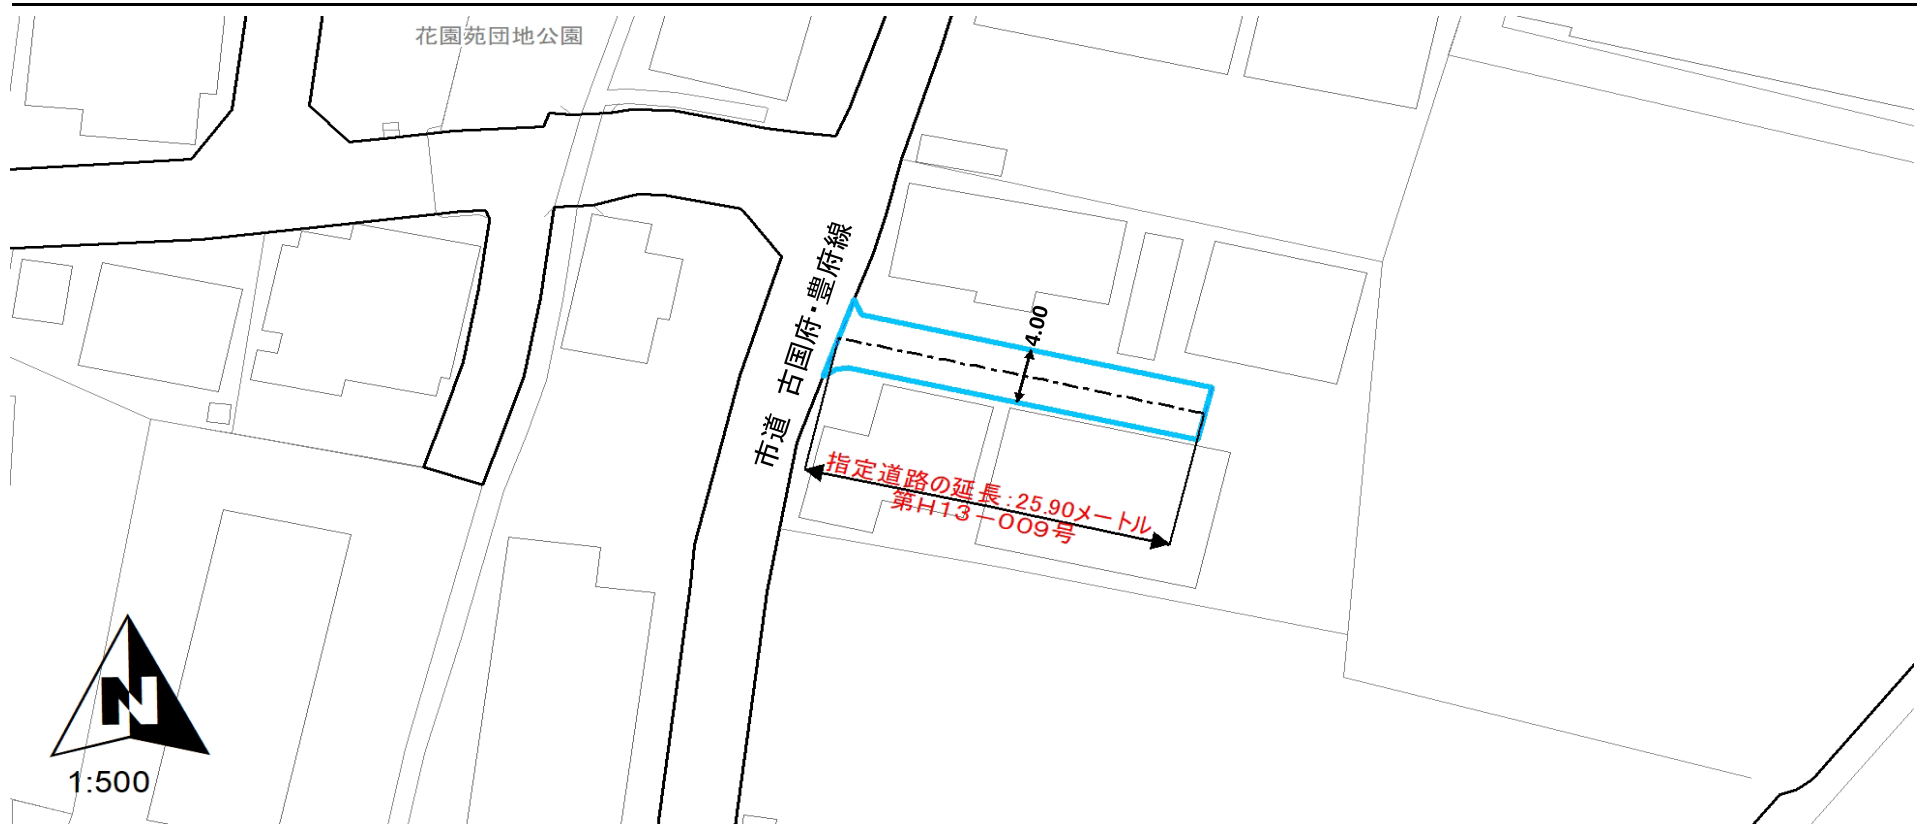 花園苑団地公園
市道 古国府・豊府線
4.00
指定道路の延長:25.90メートル
第H13-009号
N
1:500